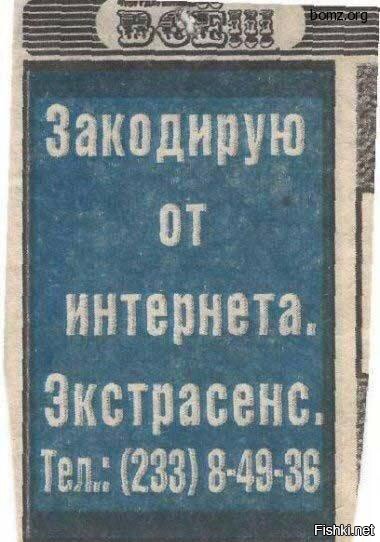 bomz.org
Закодирую
от
интернета.
Экстрасенс.
Тел.: (233) 8-49-36
Fishki.net